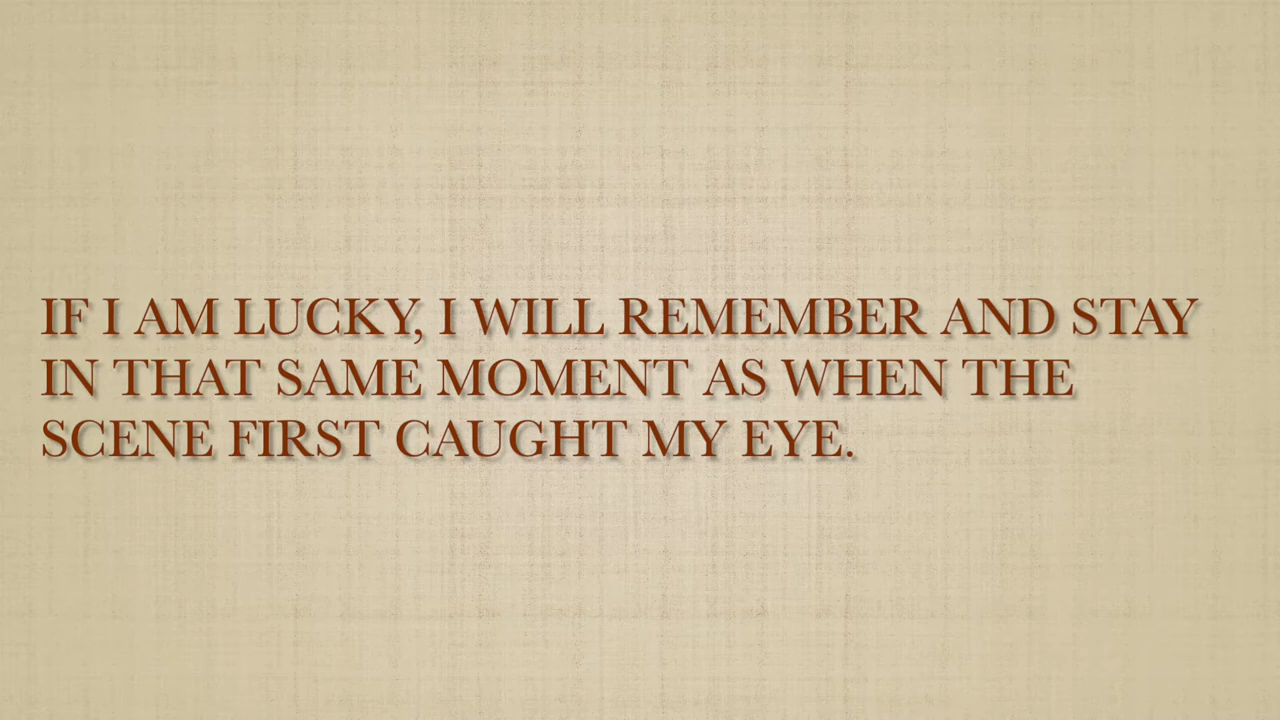 IF I AM LUCKY, I WILL REMEMBER AND STAY
IN THAT SAME MOMENT AS WHEN THE
SCENE FIRST CAUGHT MY EYE.